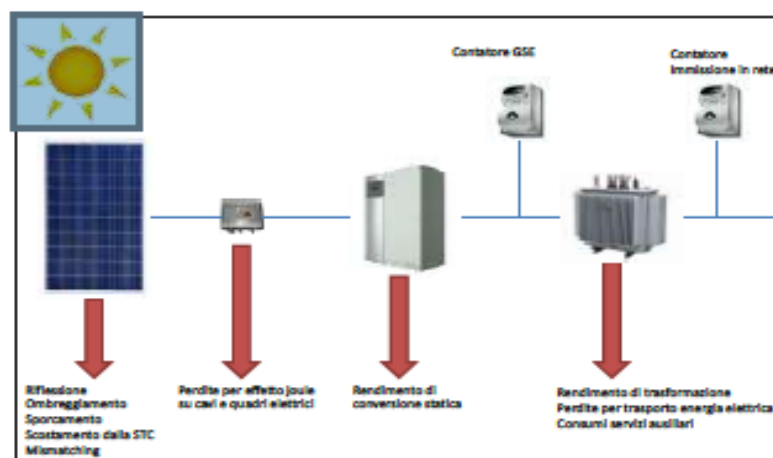 Contatore GSE
Contatore
immissione in rete
Riflessione
Ombreggiamento
Sporcamento
Scostamento dalla STC
Mismatching
Perdite per effetto joule
su cavi e quadri elettrici
Rendimento di
conversione statica
Rendimento di trasformazione
Perdite per trasporto energia elettrica
Consumi servizi ausiliari